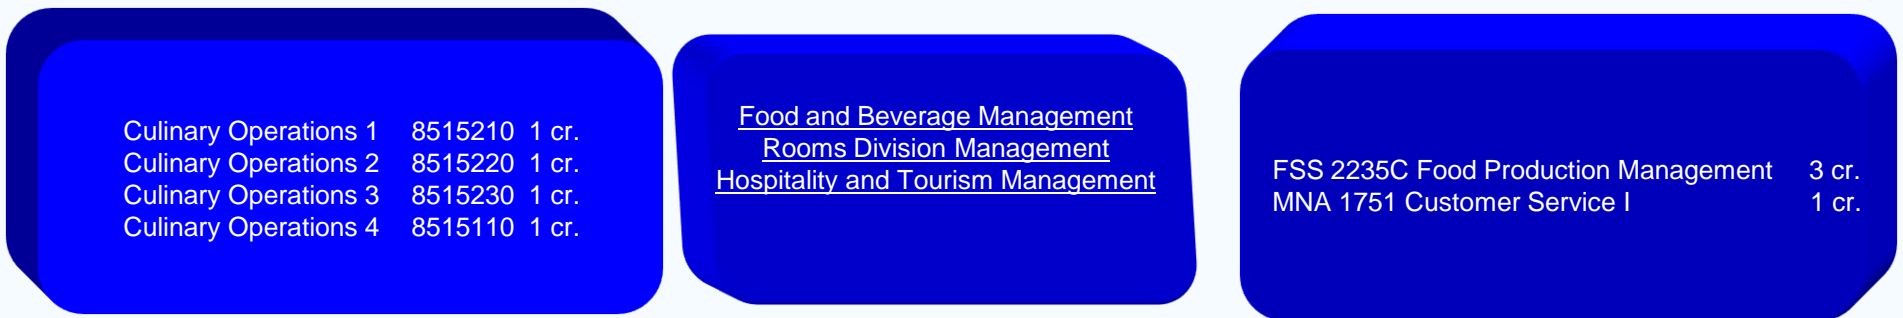 Culinary Operations 1 8515210 1 cr.
Culinary Operations 2 8515220 1 cr.
Culinary Operations 3 8515230 1 cr.
Culinary Operations 4 8515110 1 cr.
Food and Beverage Management
Rooms Division Management
Hospitality and Tourism Management
FSS 2235C Food Production Management 3 cr.
MNA 1751 Customer Service I 1 cr.